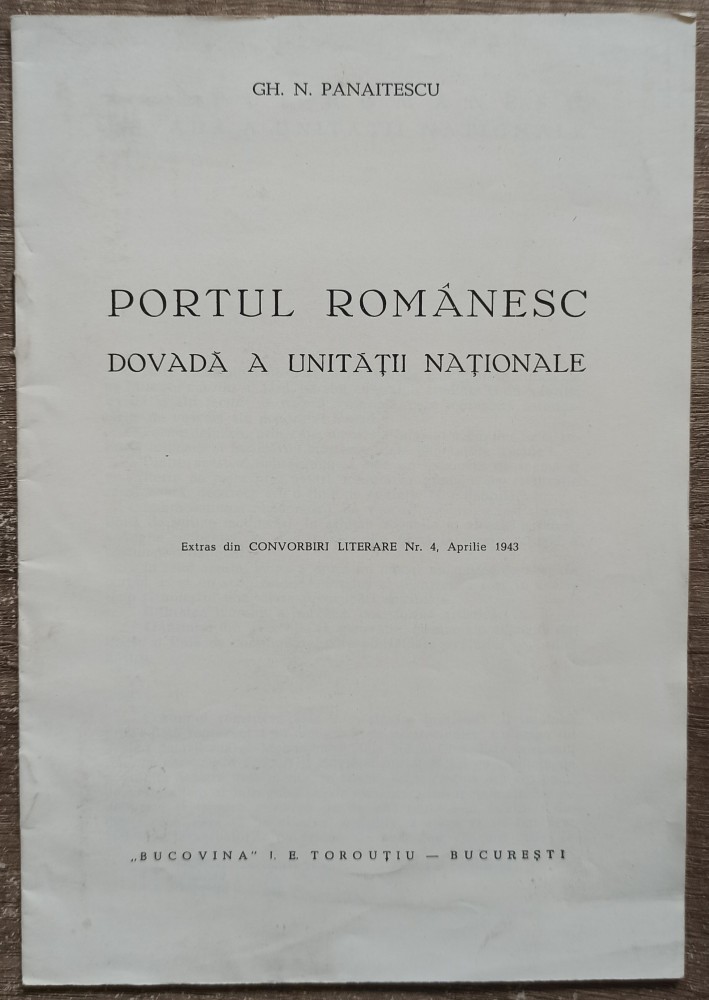 GH. N. PANAITESCU
PORTUL ROMÂNESC
DOVADĂ A UNITĂȚII NAȚIONALE
Extras din CONVORBIRI LITERARE Nr. 4, Aprilie 1943
„BUCOVINA” I. E. TOROUȚIU — BUCUREȘTI